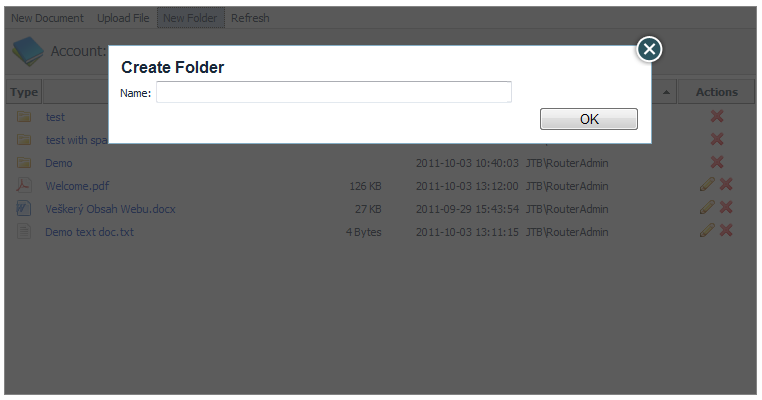 New Document Upload File New Folder Refresh
Account:
Create Folder
Name:
OK
Type Actions
test
test with spa
Demo 2011-10-03 10:40:03 JTB\RouterAdmin
Welcome.pdf 126 KB 2011-10-03 13:12:00 JTB\RouterAdmin
Veškerý Obsah Webu.docx 27 KB 2011-09-29 15:43:54 JTB\RouterAdmin
Demo text doc.txt 4 Bytes 2011-10-03 13:11:15 JTB\RouterAdmin